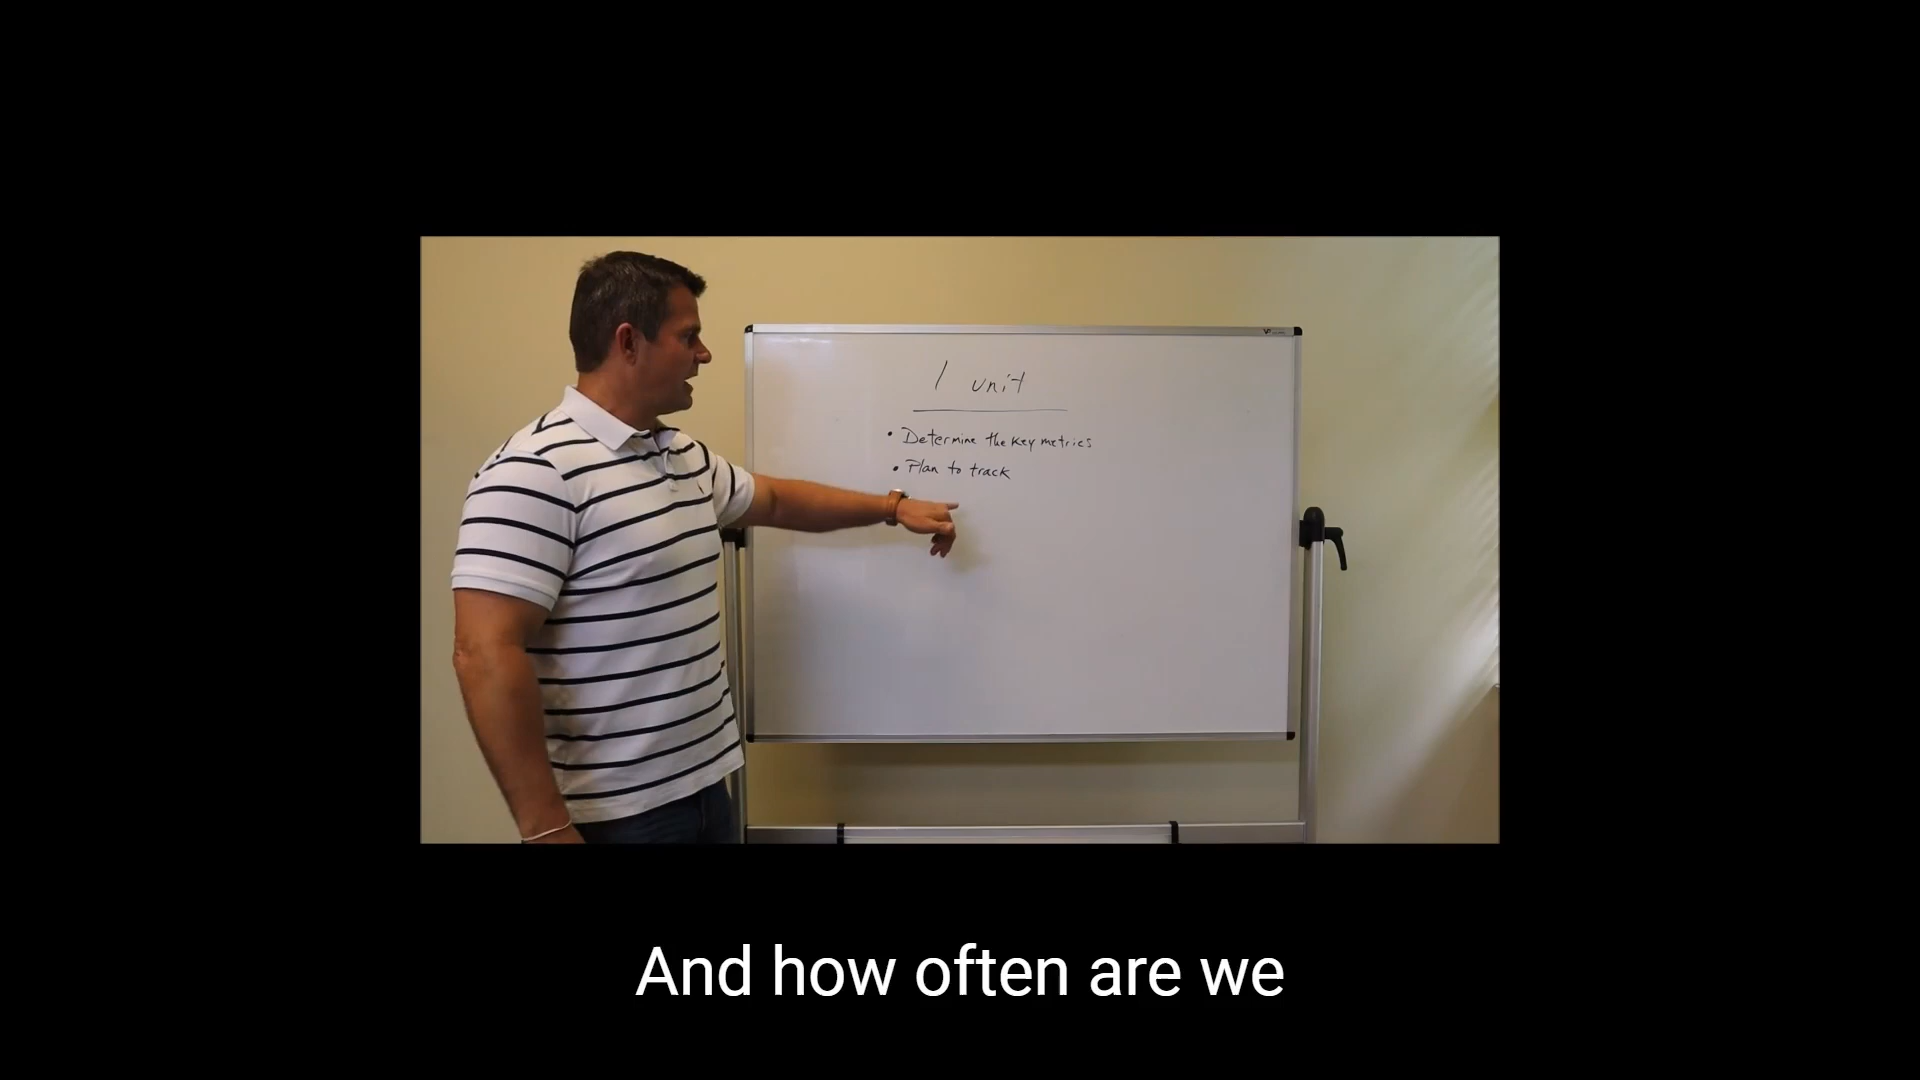 1 unit
• Determine the key metrics
• Plan to track
And how often are we